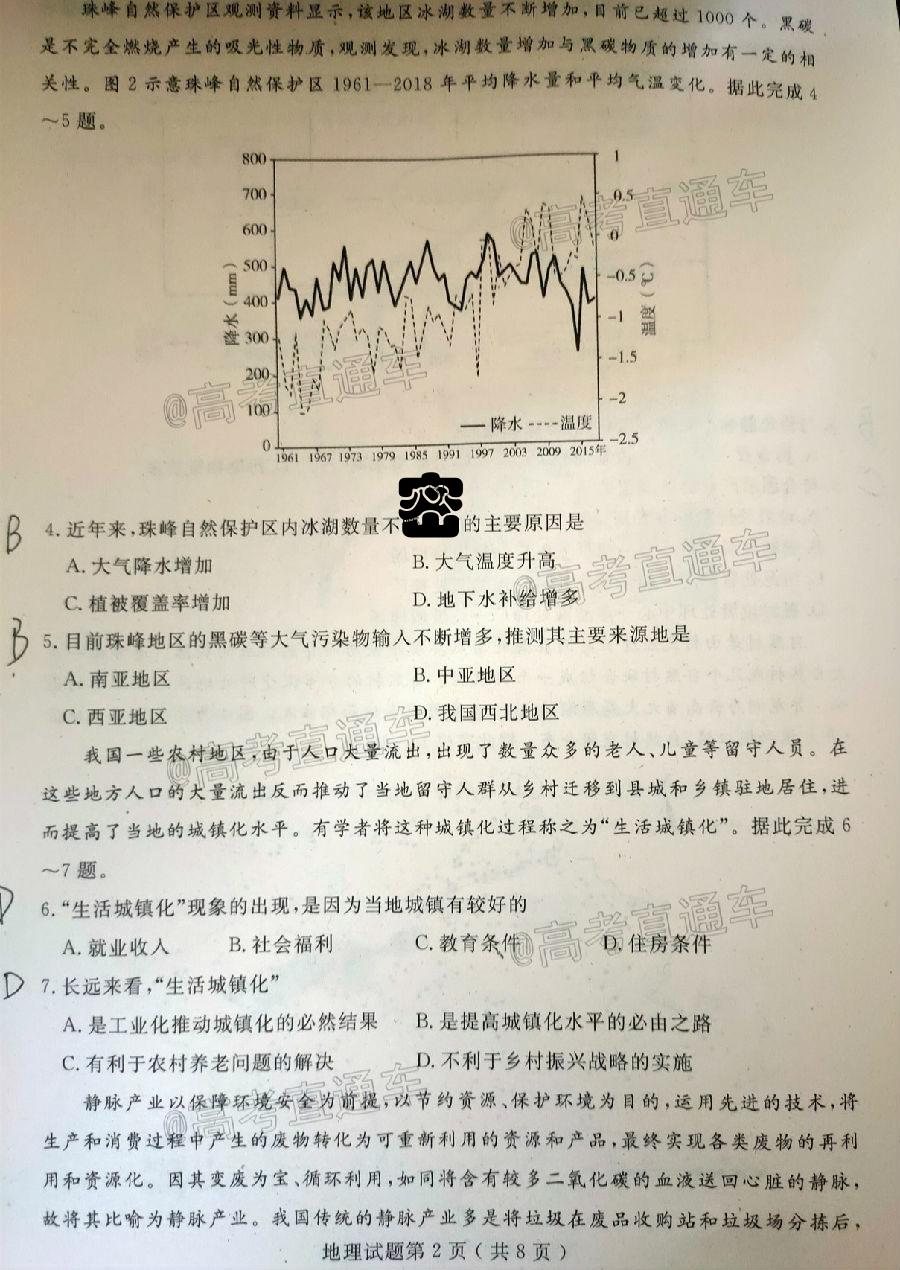 珠峰自然保护区观测资料显示,该地区冰湖数量不断增加,目前已超过1000个。黑碳
是不完全燃烧产生的吸光性物质,观测发现,冰湖数量增加与黑碳物质的增加有一定的相
关性。图2示意珠峰自然保护区1961—2018年平均降水量和平均气温变化。据此完成4
～5题。
800
700
600
500
400
300
200
100
0
降水(mm)
1
0.5
0
-0.5
-1
-1.5
-2
-2.5
温度(℃)
降水 温度
1961 1967 1973 1979 1985 1991 1997 2003 2009 2015年
@高考直通车
@高考直通车
B
4.近年来,珠峰自然保护区内冰湖数量不 的主要原因是
A.大气降水增加 B.大气温度升高
C.植被覆盖率增加 D.地下水补给增多
@高考直通车
B
5.目前珠峰地区的黑碳等大气污染物输入不断增多,推测其主要来源地是
A.南亚地区 B.中亚地区
C.西亚地区 D.我国西北地区
@高考直通车
我国一些农村地区,由于人口大量流出,出现了数量众多的老人、儿童等留守人员。在
这些地方人口的大量流出反而推动了当地留守人群从乡村迁移到县城和乡镇驻地居住,进
而提高了当地的城镇化水平。有学者将这种城镇化过程称之为“生活城镇化”。据此完成6
～7题。
D
6.“生活城镇化”现象的出现,是因为当地城镇有较好的
A.就业收入 B.社会福利 C.教育条件 D.住房条件
@高考直通车
D
7.长远来看,“生活城镇化”
A.是工业化推动城镇化的必然结果 B.是提高城镇化水平的必由之路
C.有利于农村养老问题的解决 D.不利于乡村振兴战略的实施
@高考直通车
静脉产业以保障环境安全为前提,以节约资源、保护环境为目的,运用先进的技术,将
生产和消费过程中产生的废物转化为可重新利用的资源和产品,最终实现各类废物的再利
用和资源化。因其变废为宝、循环利用,如同将含有较多二氧化碳的血液送回心脏的静脉,
故将其比喻为静脉产业。我国传统的静脉产业多是将垃圾在废品收购站和垃圾场分拣后,
地理试题第2页(共8页)